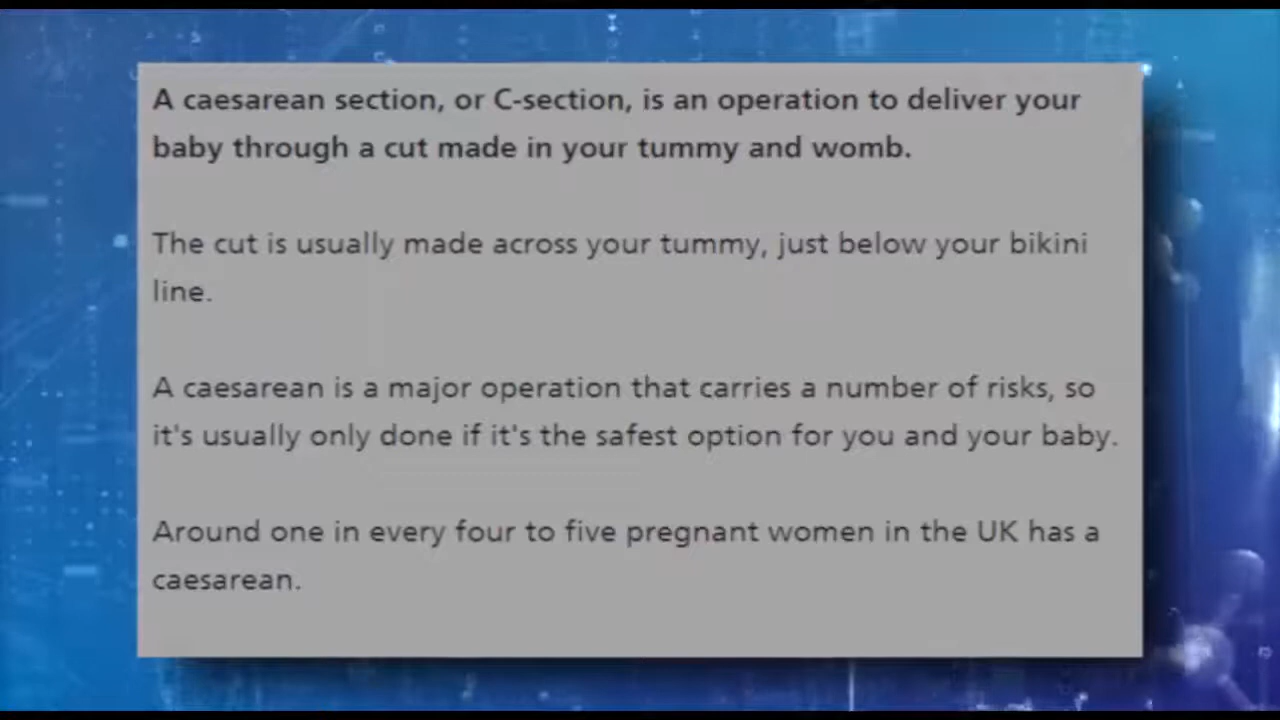 A caesarean section, or C-section, is an operation to deliver your
baby through a cut made in your tummy and womb.
The cut is usually made across your tummy, just below your bikini
line.
A caesarean is a major operation that carries a number of risks, so
it's usually only done if it's the safest option for you and your baby.
Around one in every four to five pregnant women in the UK has a
caesarean.